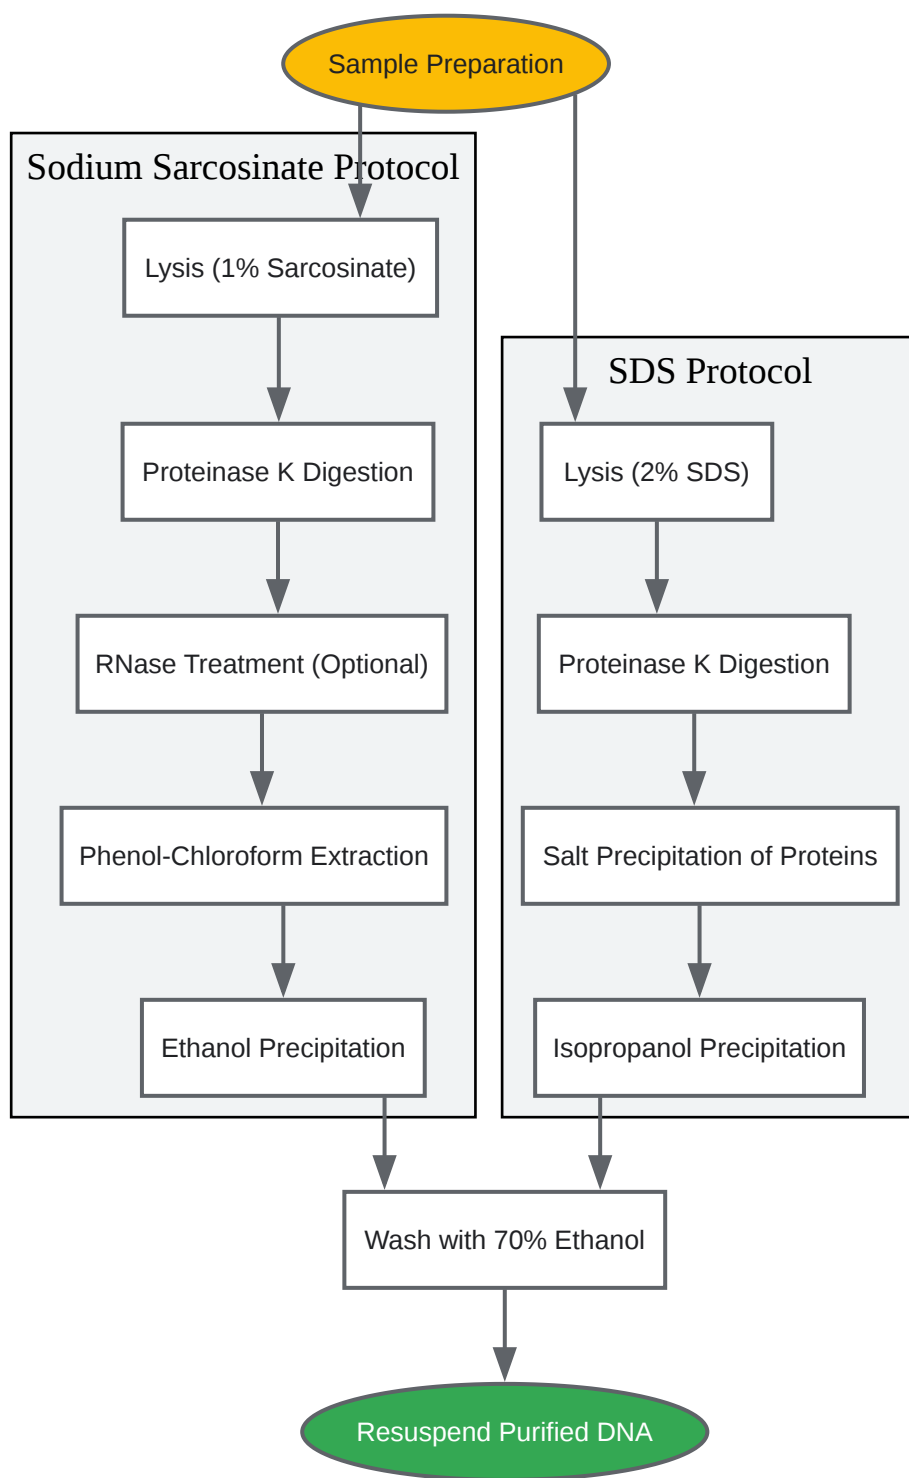 Sample Preparation
Sodium Sarcosinate Protocol
Lysis (1% Sarcosinate)
Proteinase K Digestion
RNase Treatment (Optional)
Phenol-Chloroform Extraction
Ethanol Precipitation
SDS Protocol
Lysis (2% SDS)
Proteinase K Digestion
Salt Precipitation of Proteins
Isopropanol Precipitation
Wash with 70% Ethanol
Resuspend Purified DNA